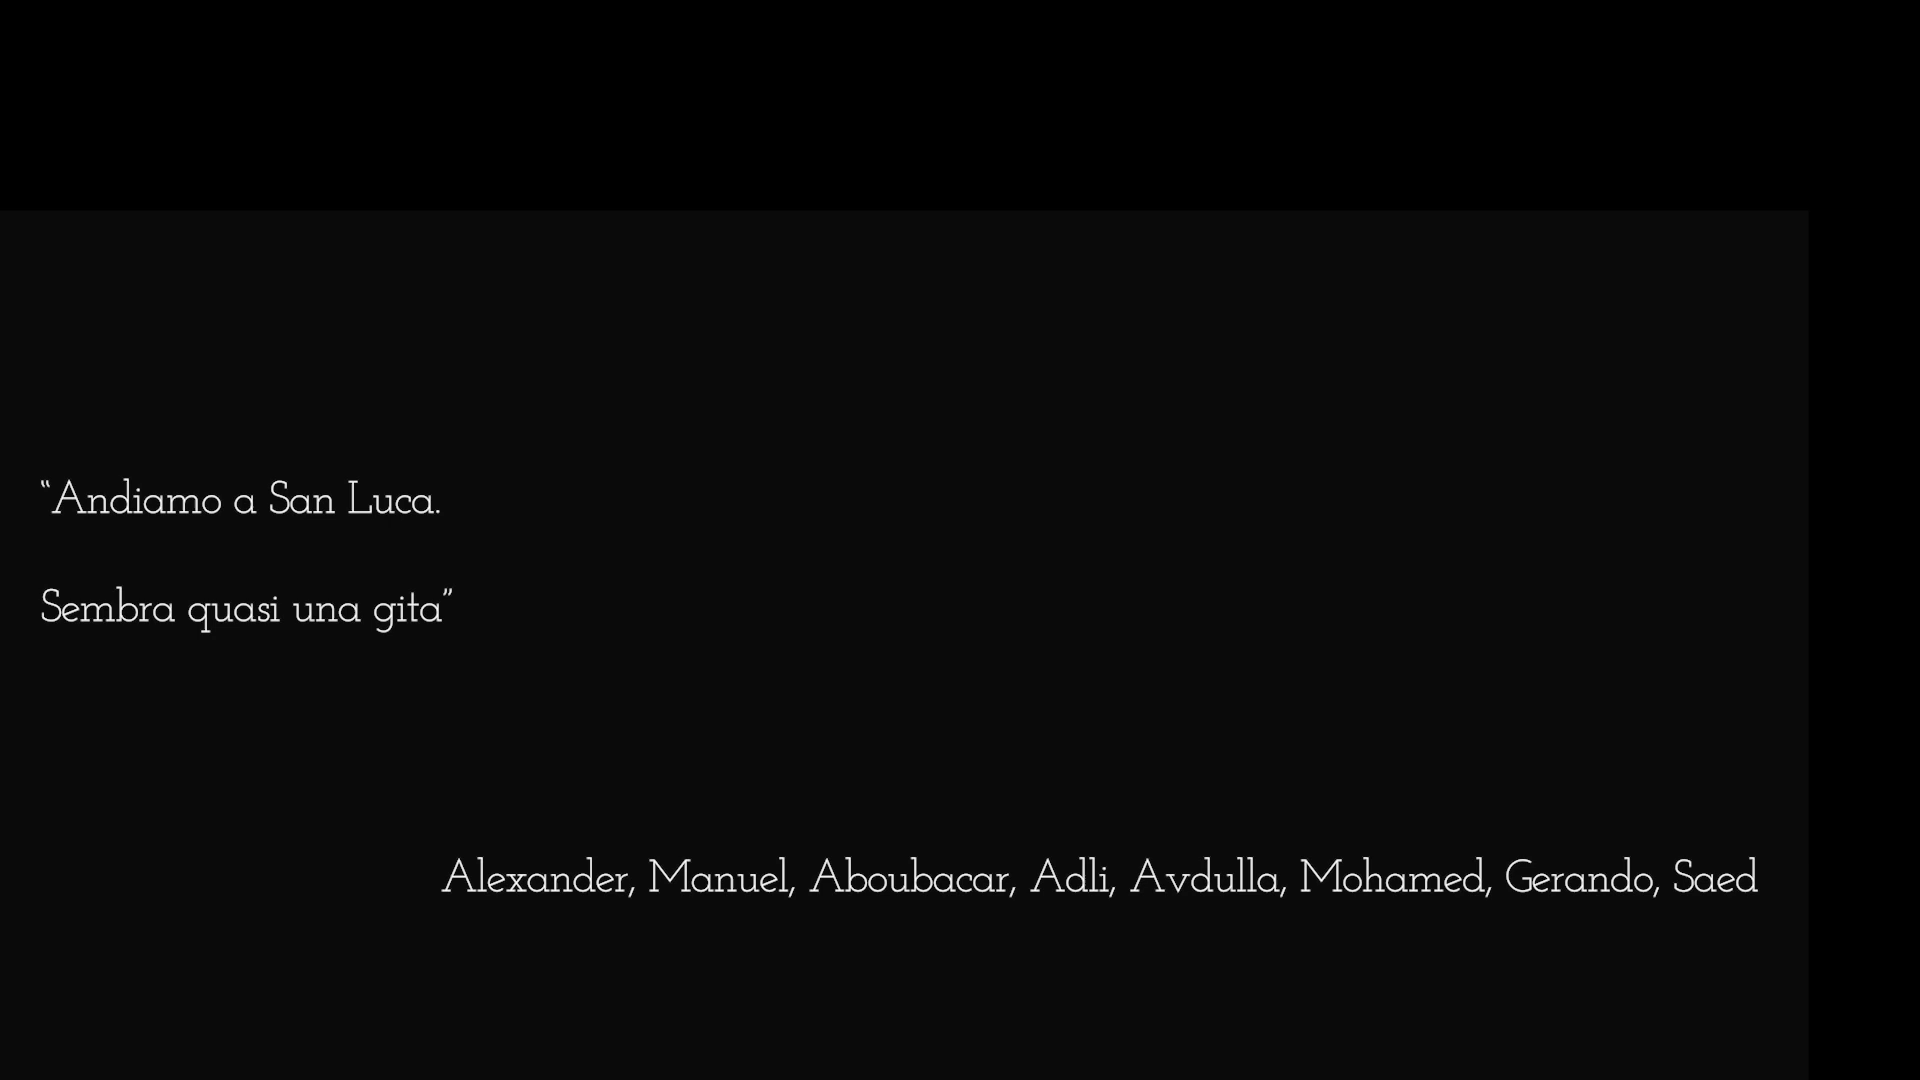 “Andiamo a San Luca.
Sembra quasi una gita”
Alexander, Manuel, Aboubacar, Adli, Avdulla, Mohamed, Gerando, Saed